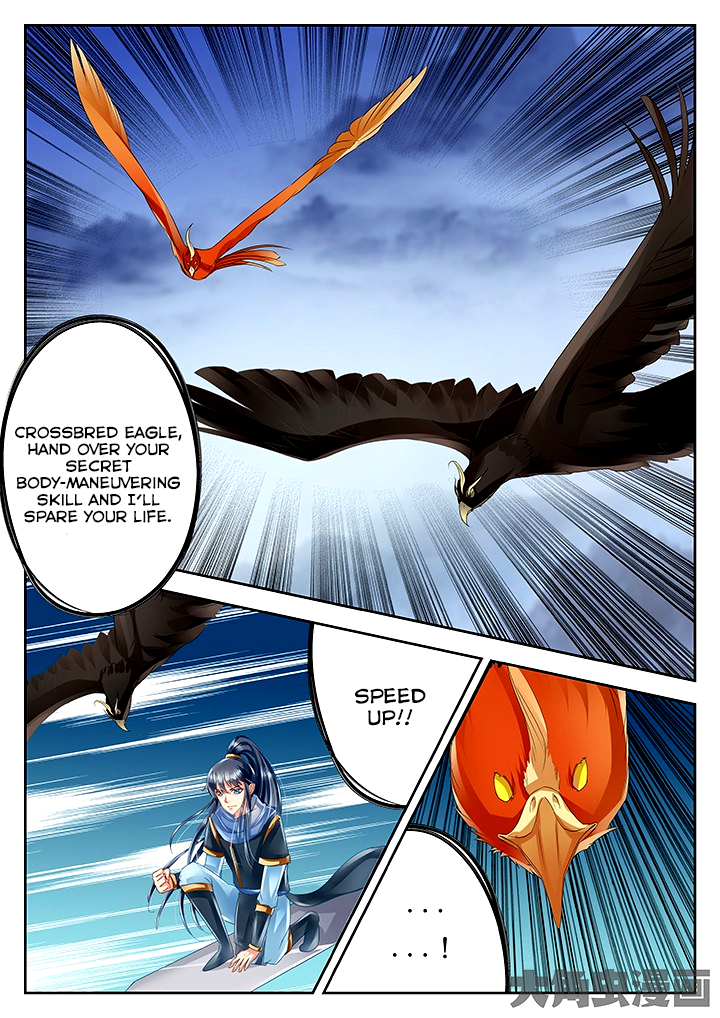 CROSSBRED EAGLE,
HAND OVER YOUR
SECRET
BODY-MANEUVERING
SKILL AND I'LL
SPARE YOUR LIFE.
SPEED
UP!!
...
...!
大角虫漫画